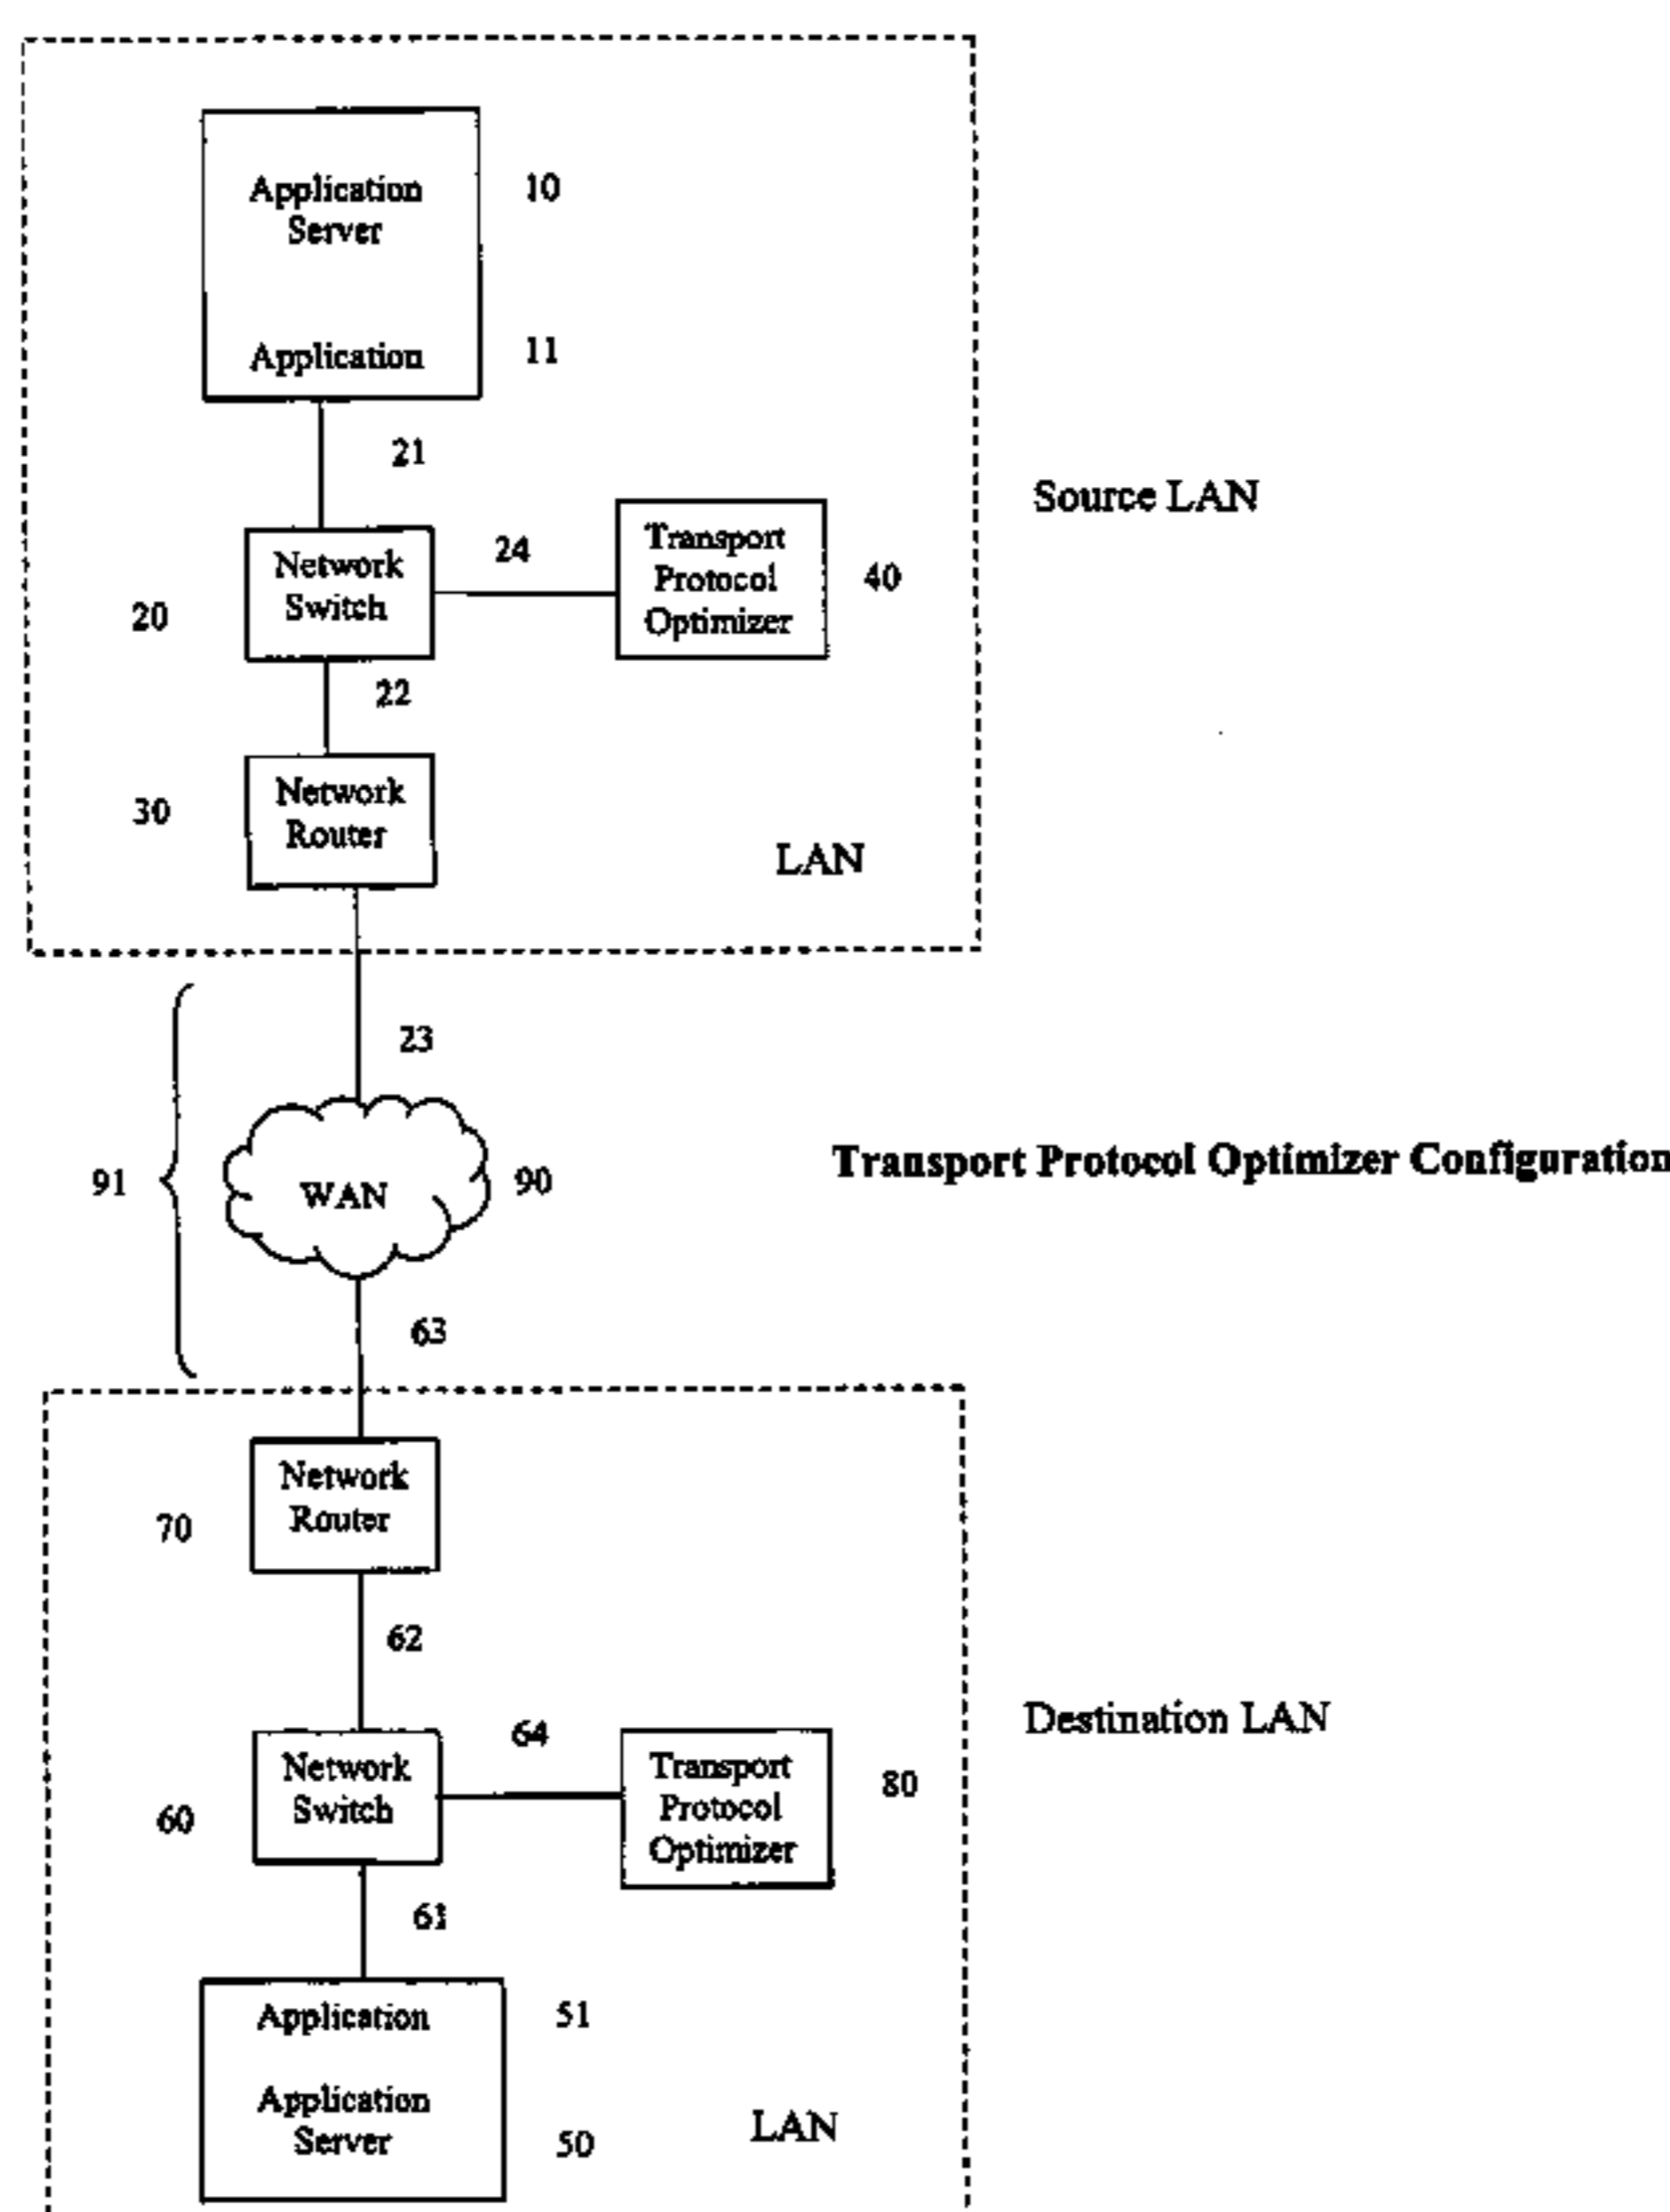 Application
Server
10
Application
11
21
Source LAN
Network
Switch
20
24
Transport
Protocol
Optimizer
40
22
Network
Router
30
LAN
23
91
WAN
90
Transport Protocol Optimizer Configuration
63
Network
Router
70
62
Destination LAN
Network
Switch
60
64
Transport
Protocol
Optimizer
80
61
Application
51
Application
Server
50
LAN